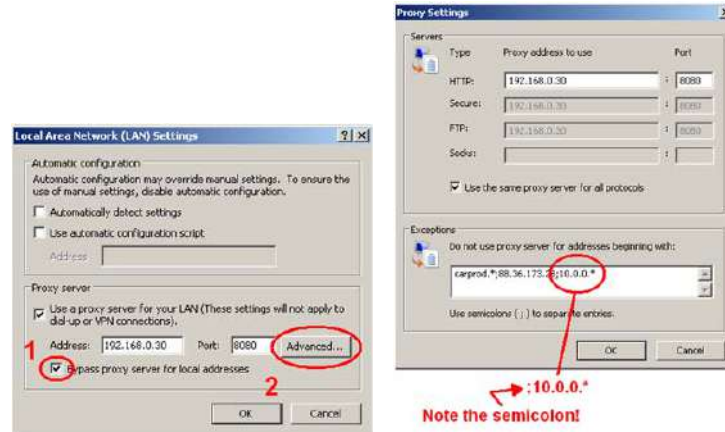 Local Area Network (LAN) Settings
Automatic configuration
Automatic configuration may override manual settings. To ensure the
use of manual settings, disable automatic configuration.
Automatically detect settings
Use automatic configuration script
Address
Proxy server
Use a proxy server for your LAN (These settings will not apply to
dial-up or VPN connections).
Address: 192.168.0.30 Port: 8080 Advanced...
1
Bypass proxy server for local addresses
2
OK Cancel
Proxy Settings
Servers
Type Proxy address to use Port
HTTP: 192.168.0.30 : 8080
Secure: 192.168.0.30 : 8080
FTP: 192.168.0.30 : 8080
Socks: :
Use the same proxy server for all protocols
Exceptions
Do not use proxy server for addresses beginning with:
carprod.*;88.36.173.28;10.0.0.*
Use semicolons ( ; ) to separate entries.
OK Cancel
;10.0.0.*
Note the semicolon!